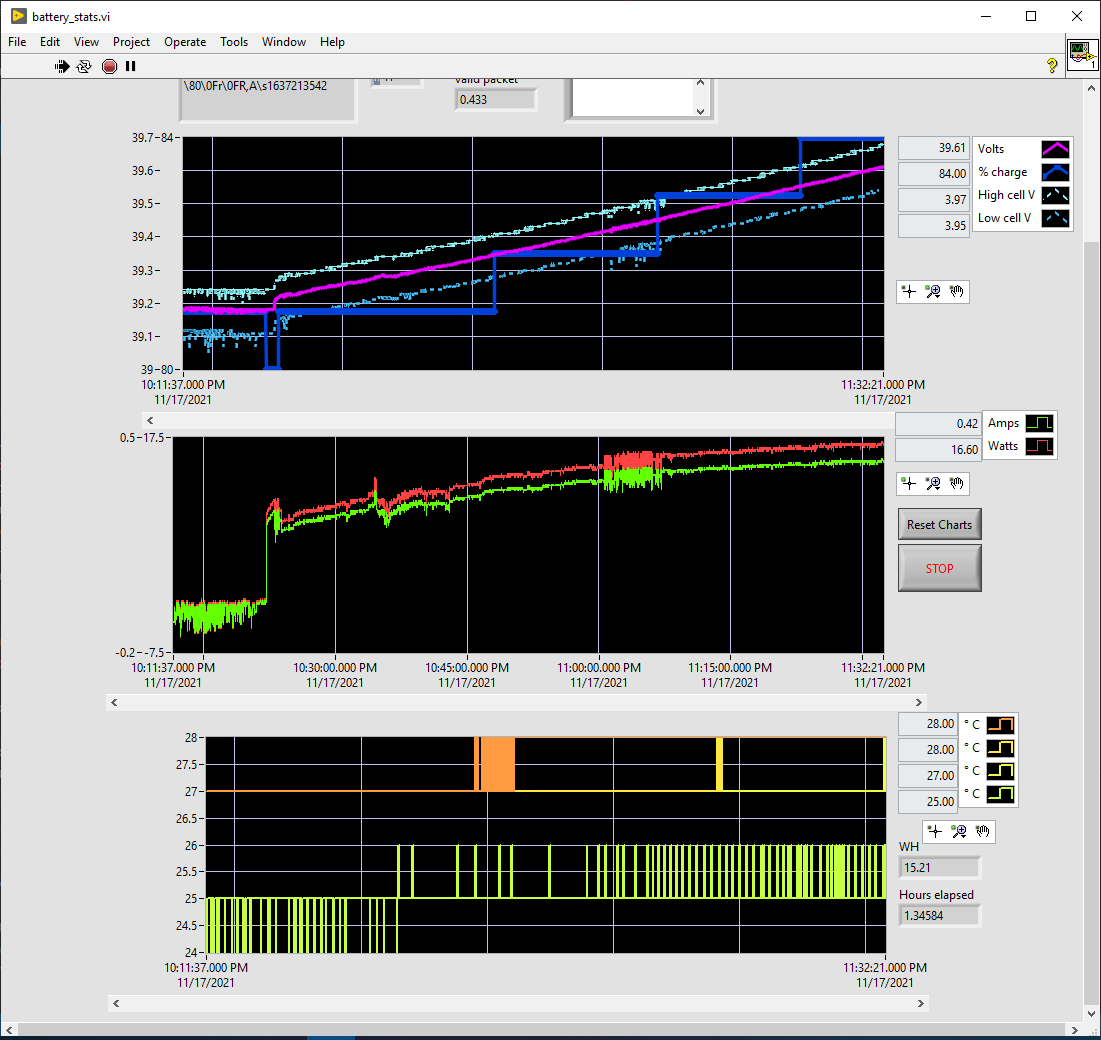 battery_stats.vi
File Edit View Project Operate Tools Window Help
1
\80\0Fr\0FR,A\s1637213542
valid packet
0.433
39.7-84
39.6
39.5
39.4
39.3
39.2
39.1
39-80
10:11:37.000 PM
11/17/2021
11:32:21.000 PM
11/17/2021
39.61 Volts
84.00 % charge
3.97 High cell V
3.95 Low cell V
0.5-17.5
-0.2--7.5
10:11:37.000 PM
11/17/2021
10:30:00.000 PM
11/17/2021
10:45:00.000 PM
11/17/2021
11:00:00.000 PM
11/17/2021
11:15:00.000 PM
11/17/2021
11:32:21.000 PM
11/17/2021
0.42 Amps
16.60 Watts
Reset Charts
STOP
28
27.5
27
26.5
26
25.5
25
24.5
24
10:11:37.000 PM
11/17/2021
11:32:21.000 PM
11/17/2021
28.00 ° C
28.00 ° C
27.00 ° C
25.00 ° C
WH
15.21
Hours elapsed
1.34584